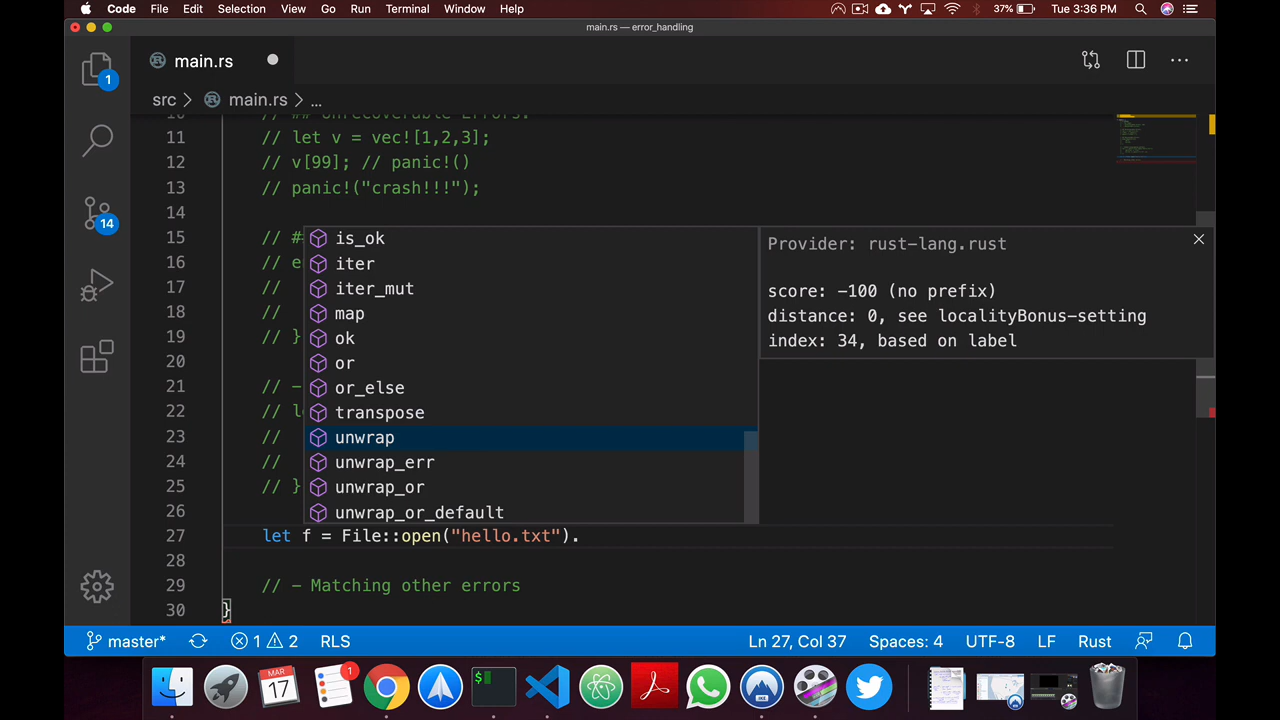 Code File Edit Selection View Go Run Terminal Window Help 37% Tue 3:36 PM
main.rs — error_handling
main.rs
1
src > main.rs > ...
10 // ## Unrecoverable Errors:
11 // let v = vec![1,2,3];
12 // v[99]; // panic!()
13 // panic!("crash!!!");
14
15 // #
16 // e
17 //
18 //
19 // }
20
21 // -
22 // l
23 //
24 //
25 // }
26
is_ok
iter
iter_mut
map
ok
or
or_else
transpose
unwrap
unwrap_err
unwrap_or
unwrap_or_default
Provider: rust-lang.rust
score: -100 (no prefix)
distance: 0, see localityBonus-setting
index: 34, based on label
14
27 let f = File::open("hello.txt").
28
29 // - Matching other errors
30 }
master* 1 2 RLS Ln 27, Col 37 Spaces: 4 UTF-8 LF Rust
MAR
17
1
$